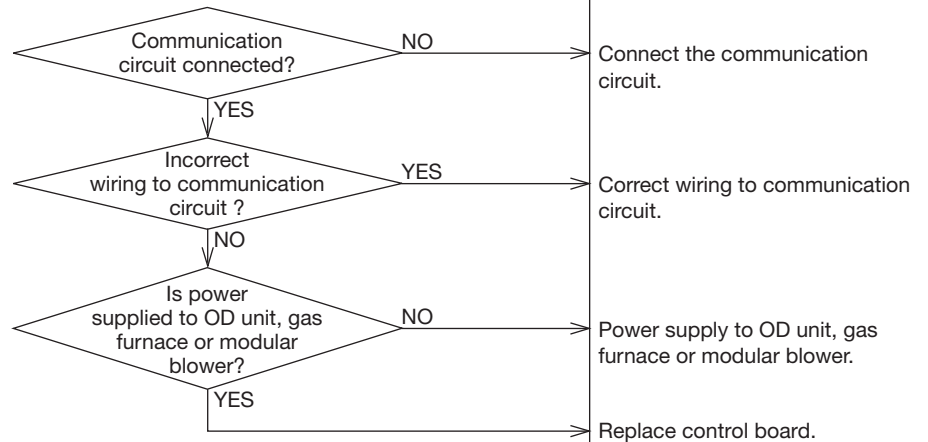 Communication
circuit connected?
NO
Connect the communication
circuit.
YES
Incorrect
wiring to communication
circuit ?
YES
Correct wiring to communication
circuit.
NO
Is power
supplied to OD unit, gas
furnace or modular
blower?
NO
Power supply to OD unit, gas
furnace or modular blower.
YES
Replace control board.